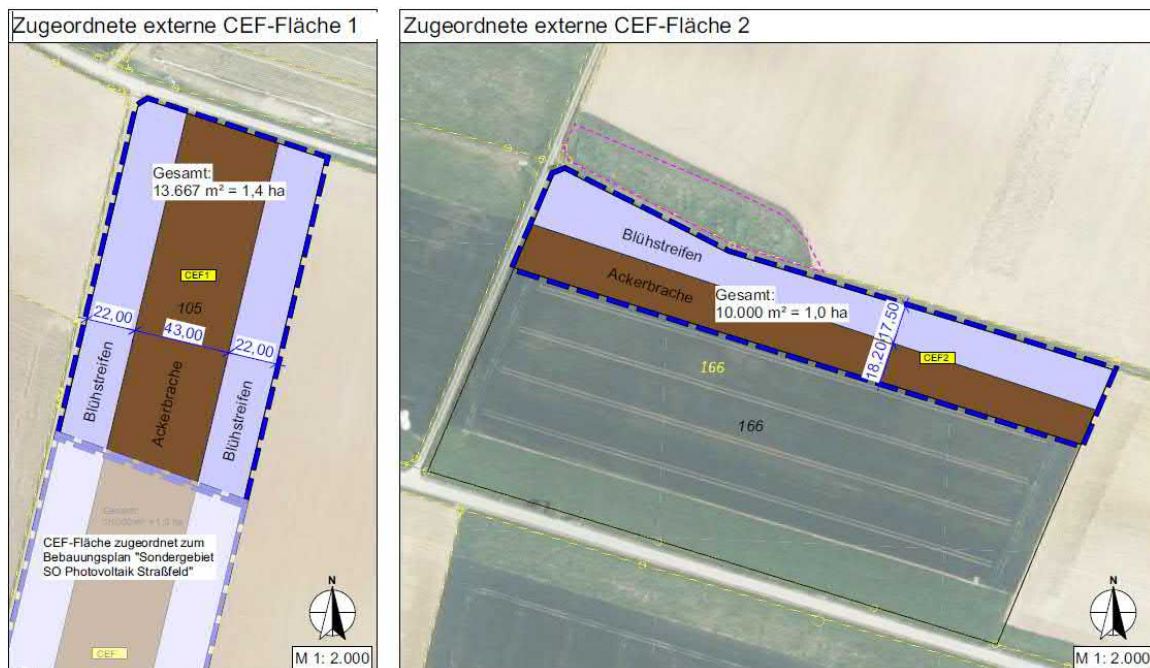 Zugeordnete externe CEF-Fläche 1
Gesamt:
13.667 m² = 1,4 ha
CEF1
105
22,00
43,00
22,00
Blühstreifen
Ackerbrache
Blühstreifen
Gesamt:
CEF-Fläche zugeordnet zum
Bebauungsplan "Sondergebiet
SO Photovoltaik Straßfeld"
CEF
N
M 1: 2.000
Zugeordnete externe CEF-Fläche 2
Blühstreifen
Ackerbrache
Gesamt:
10.000 m² = 1,0 ha
17,50
18,20
CEF2
166
166
N
M 1: 2.000